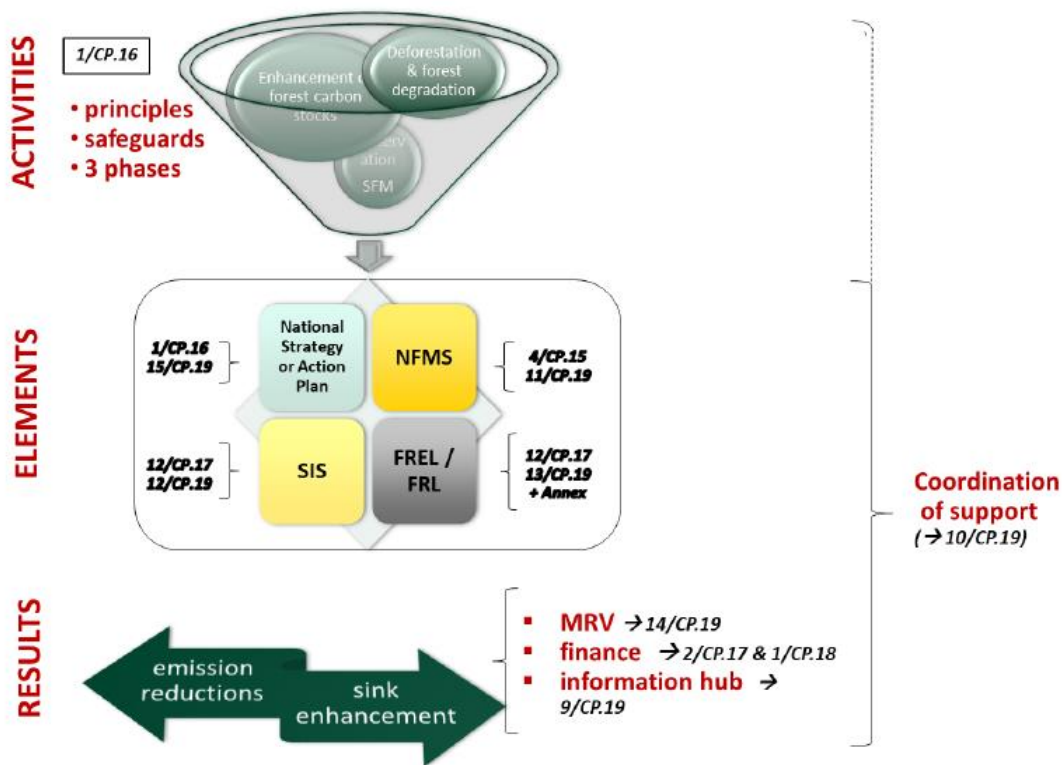 ACTIVITIES
1/CP.16
• principles
• safeguards
• 3 phases
Enhancement o
forest carbon
stocks
Deforestation
& forest
degradation
ation
SFM
ELEMENTS
1/CP.16
15/CP.19
National
Strategy
or Action
Plan
NFMS
4/CP.15
11/CP.19
12/CP.17
12/CP.19
SIS
FREL /
FRL
12/CP.17
13/CP.19
+ Annex
Coordination
of support
(→ 10/CP.19)
RESULTS
emission
reductions
sink
enhancement
▪ MRV → 14/CP.19
▪ finance → 2/CP.17 & 1/CP.18
▪ information hub →
9/CP.19